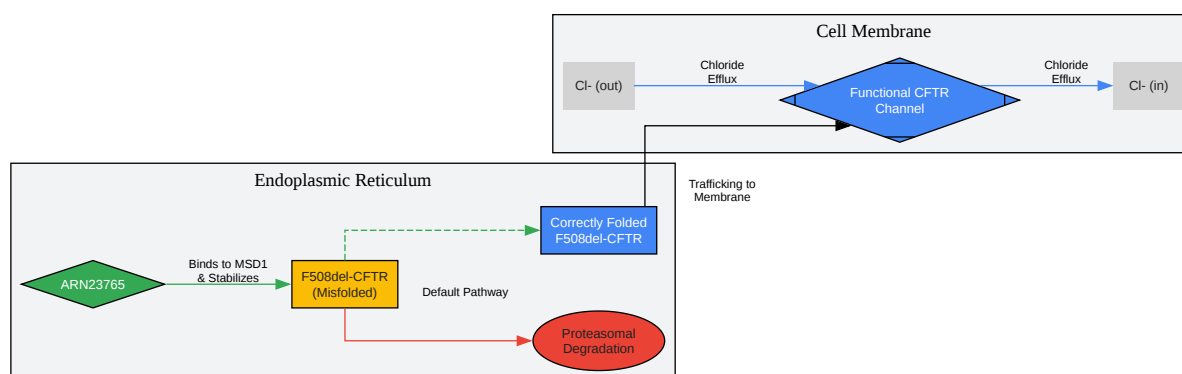 Cell Membrane
Cl- (out)
Chloride
Efflux
Functional CFTR
Channel
Chloride
Efflux
Cl- (in)
Trafficking to
Membrane
Endoplasmic Reticulum
ARN23765
Binds to MSD1
& Stabilizes
F508del-CFTR
(Misfolded)
Correctly Folded
F508del-CFTR
Default Pathway
Proteasomal
Degradation